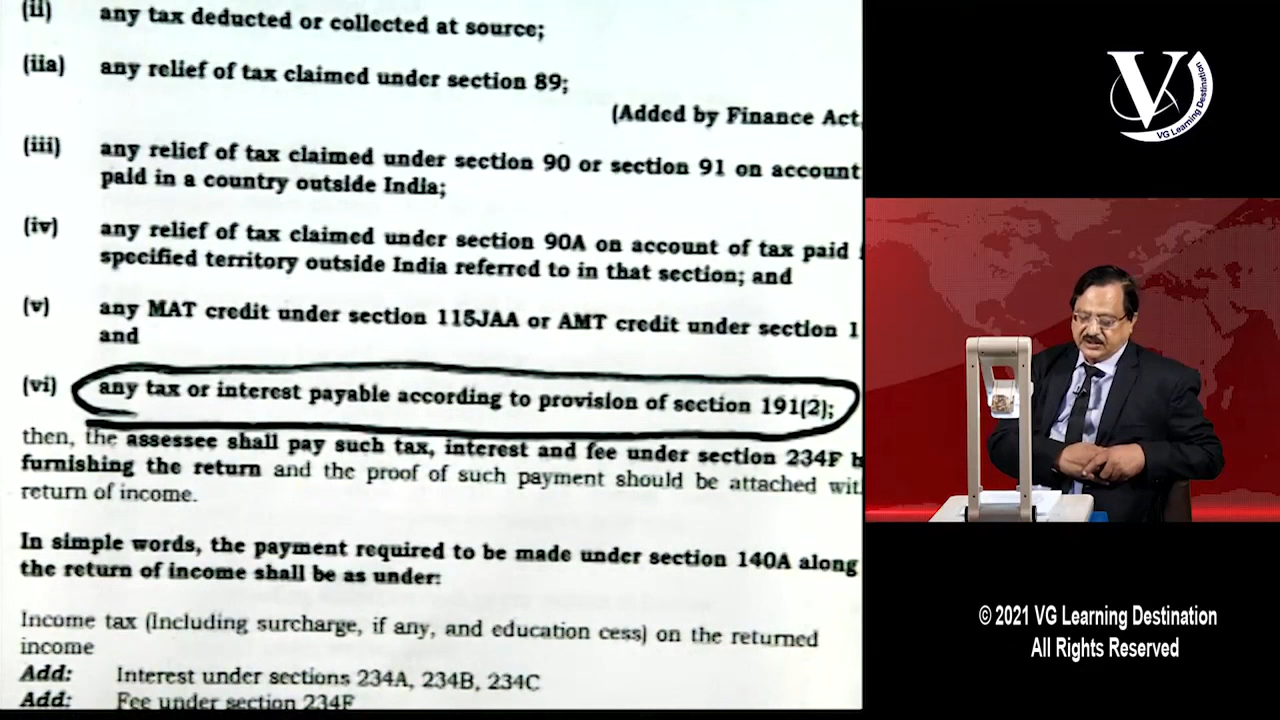 (ii) any tax deducted or collected at source;
(iia) any relief of tax claimed under section 89;
(Added by Finance Act,
(iii) any relief of tax claimed under section 90 or section 91 on account
paid in a country outside India;
(iv) any relief of tax claimed under section 90A on account of tax paid
specified territory outside India referred to in that section; and
(v) any MAT credit under section 115JAA or AMT credit under section 1
and
(vi) any tax or interest payable according to provision of section 191(2);
then, the assessee shall pay such tax, interest and fee under section 234F b
furnishing the return and the proof of such payment should be attached wit
return of income.
In simple words, the payment required to be made under section 140A along
the return of income shall be as under:
Income tax (Including surcharge, if any, and education cess) on the returned
income
Add: Interest under sections 234A, 234B, 234C
Add: Fee under section 234F
V
VG Learning Destination
© 2021 VG Learning Destination
All Rights Reserved